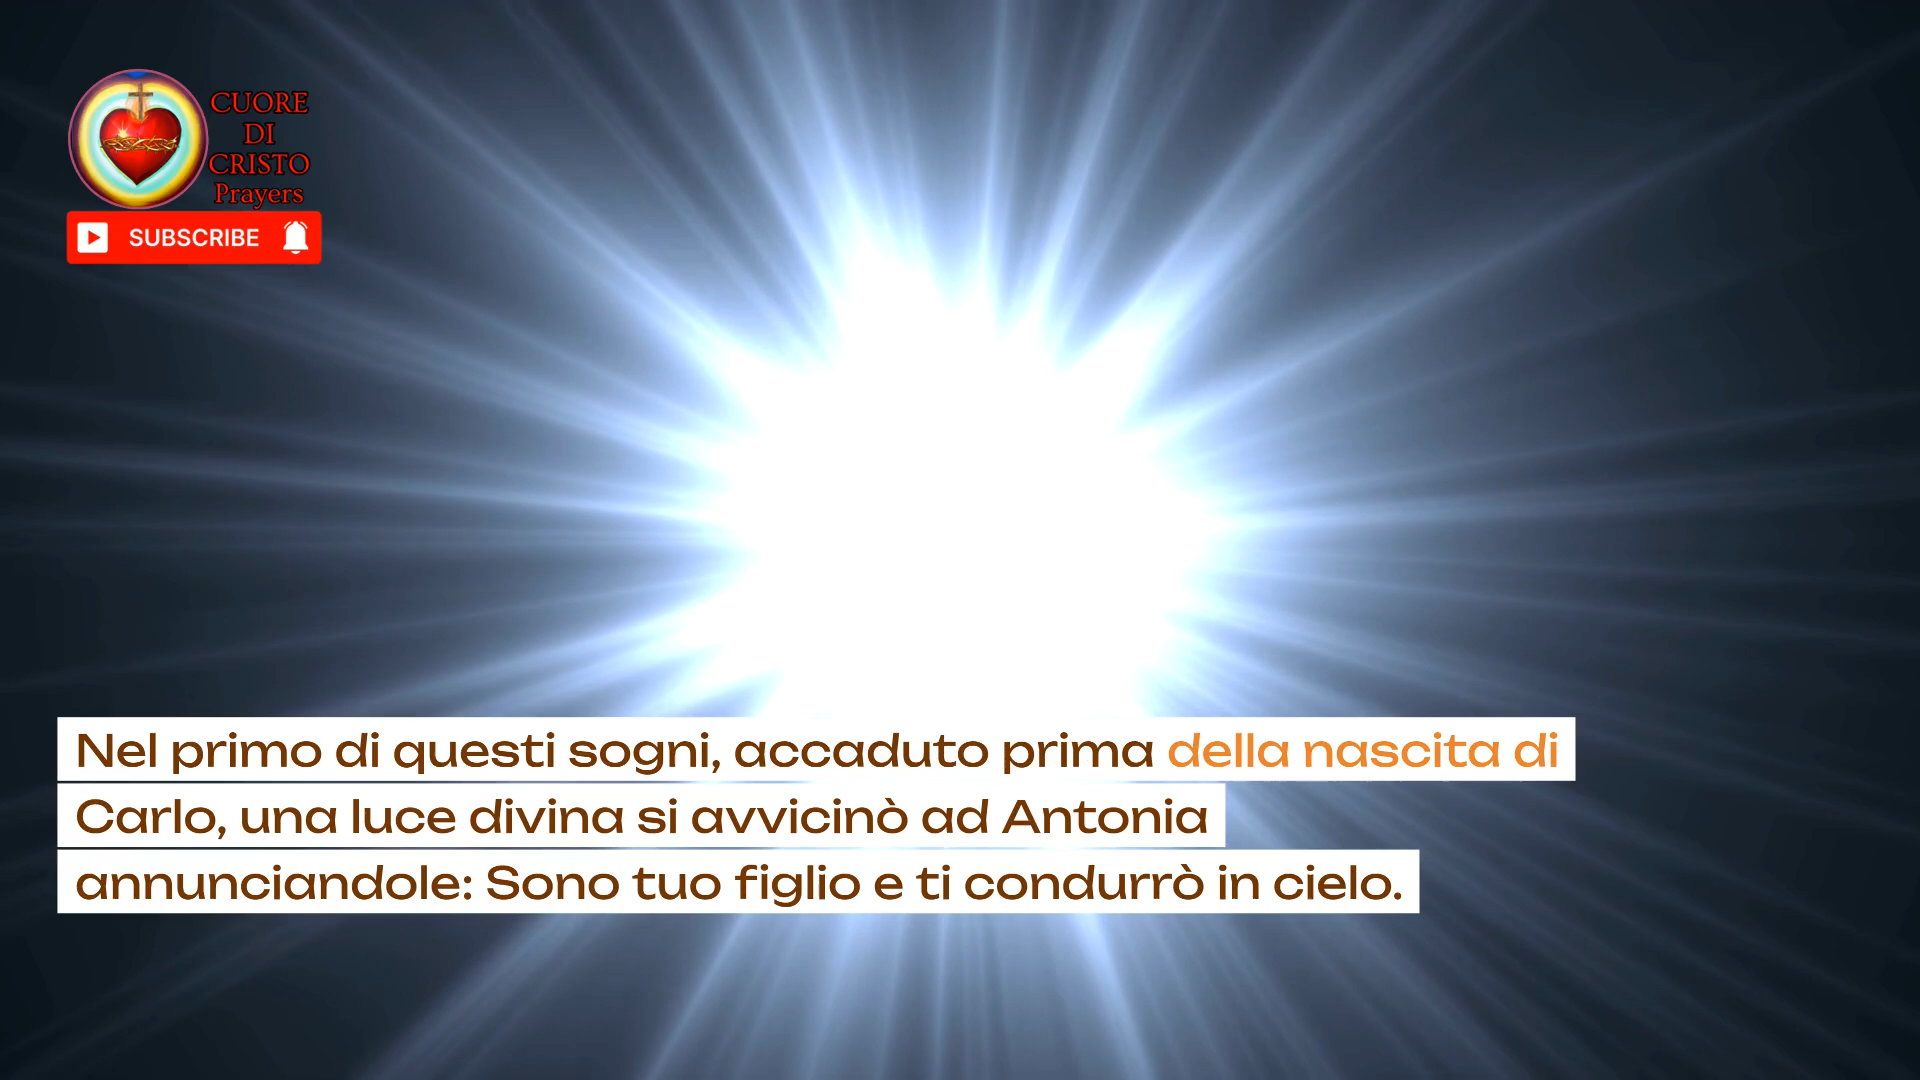 CUORE
DI
CRISTO
Prayers
SUBSCRIBE
Nel primo di questi sogni, accaduto prima della nascita di
Carlo, una luce divina si avvicinò ad Antonia
annunciandole: Sono tuo figlio e ti condurrò in cielo.